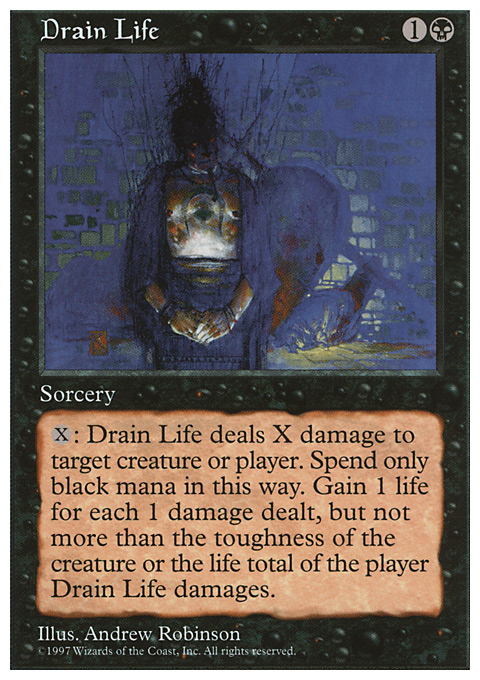 Drain Life 1
Sorcery
X: Drain Life deals X damage to
target creature or player. Spend only
black mana in this way. Gain 1 life
for each 1 damage dealt, but not
more than the toughness of the
creature or the life total of the player
Drain Life damages.
Illus. Andrew Robinson
©1997 Wizards of the Coast, Inc. All rights reserved.